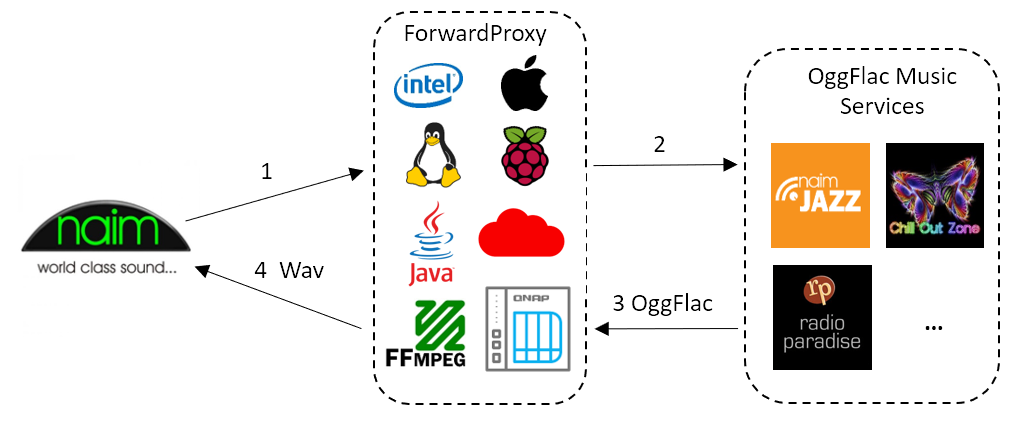 ForwardProxy
intel
Java
FFMPEG
QNAP
OggFlac Music
Services
naim
JAZZ
Chill Out Zone
rp
radio
paradise
...
naim
world class sound...
1
2
3 OggFlac
4 Wav